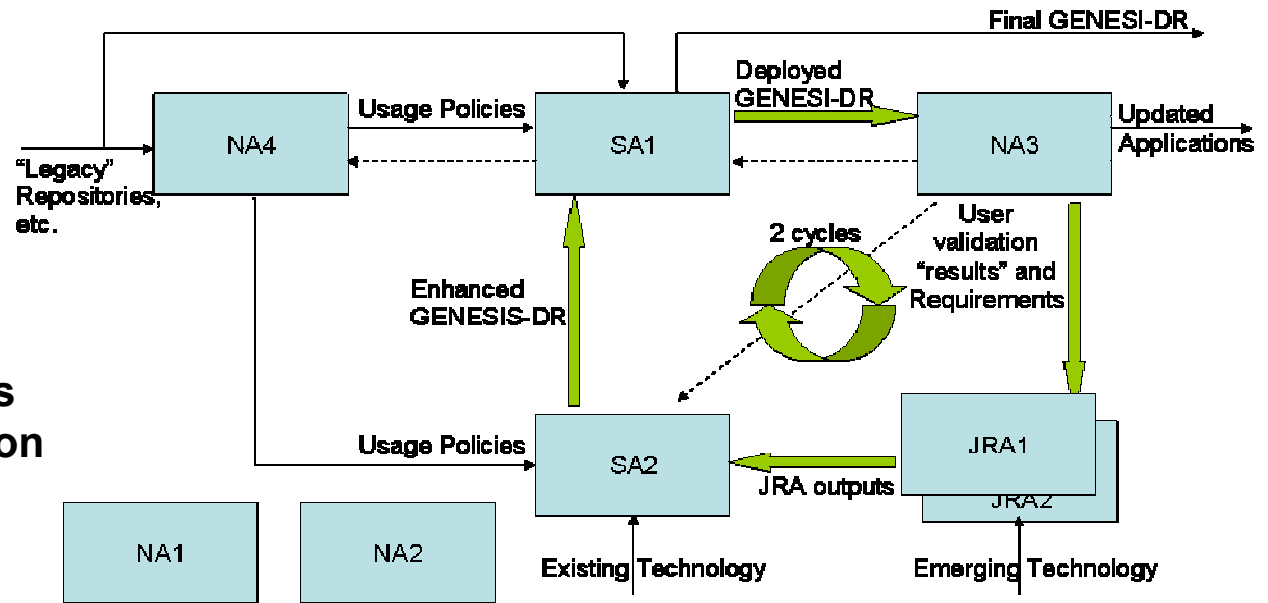 Final GENESI-DR
Deployed
GENESI-DR
Usage Policies
NA4
SA1
NA3
Updated
Applications
"Legacy"
Repositories,
etc.
User
validation
"results" and
Requirements
2 cycles
Enhanced
GENESIS-DR
s
on
Usage Policies
SA2
JRA1
JRA2
JRA outputs
NA1
NA2
Existing Technology
Emerging Technology